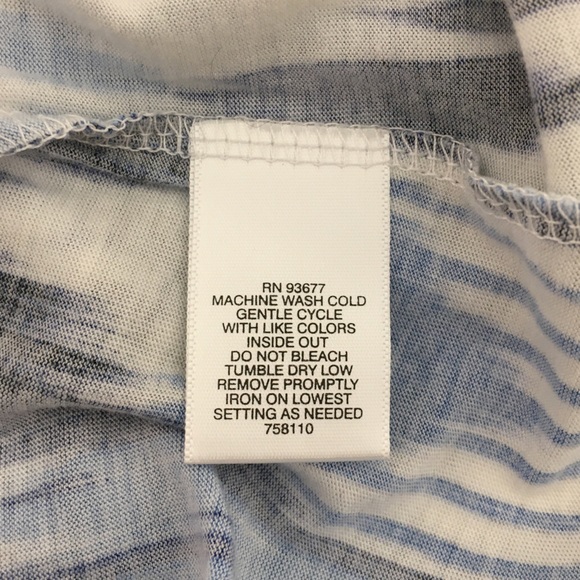 RN 93677
MACHINE WASH COLD
GENTLE CYCLE
WITH LIKE COLORS
INSIDE OUT
DO NOT BLEACH
TUMBLE DRY LOW
REMOVE PROMPTLY
IRON ON LOWEST
SETTING AS NEEDED
758110